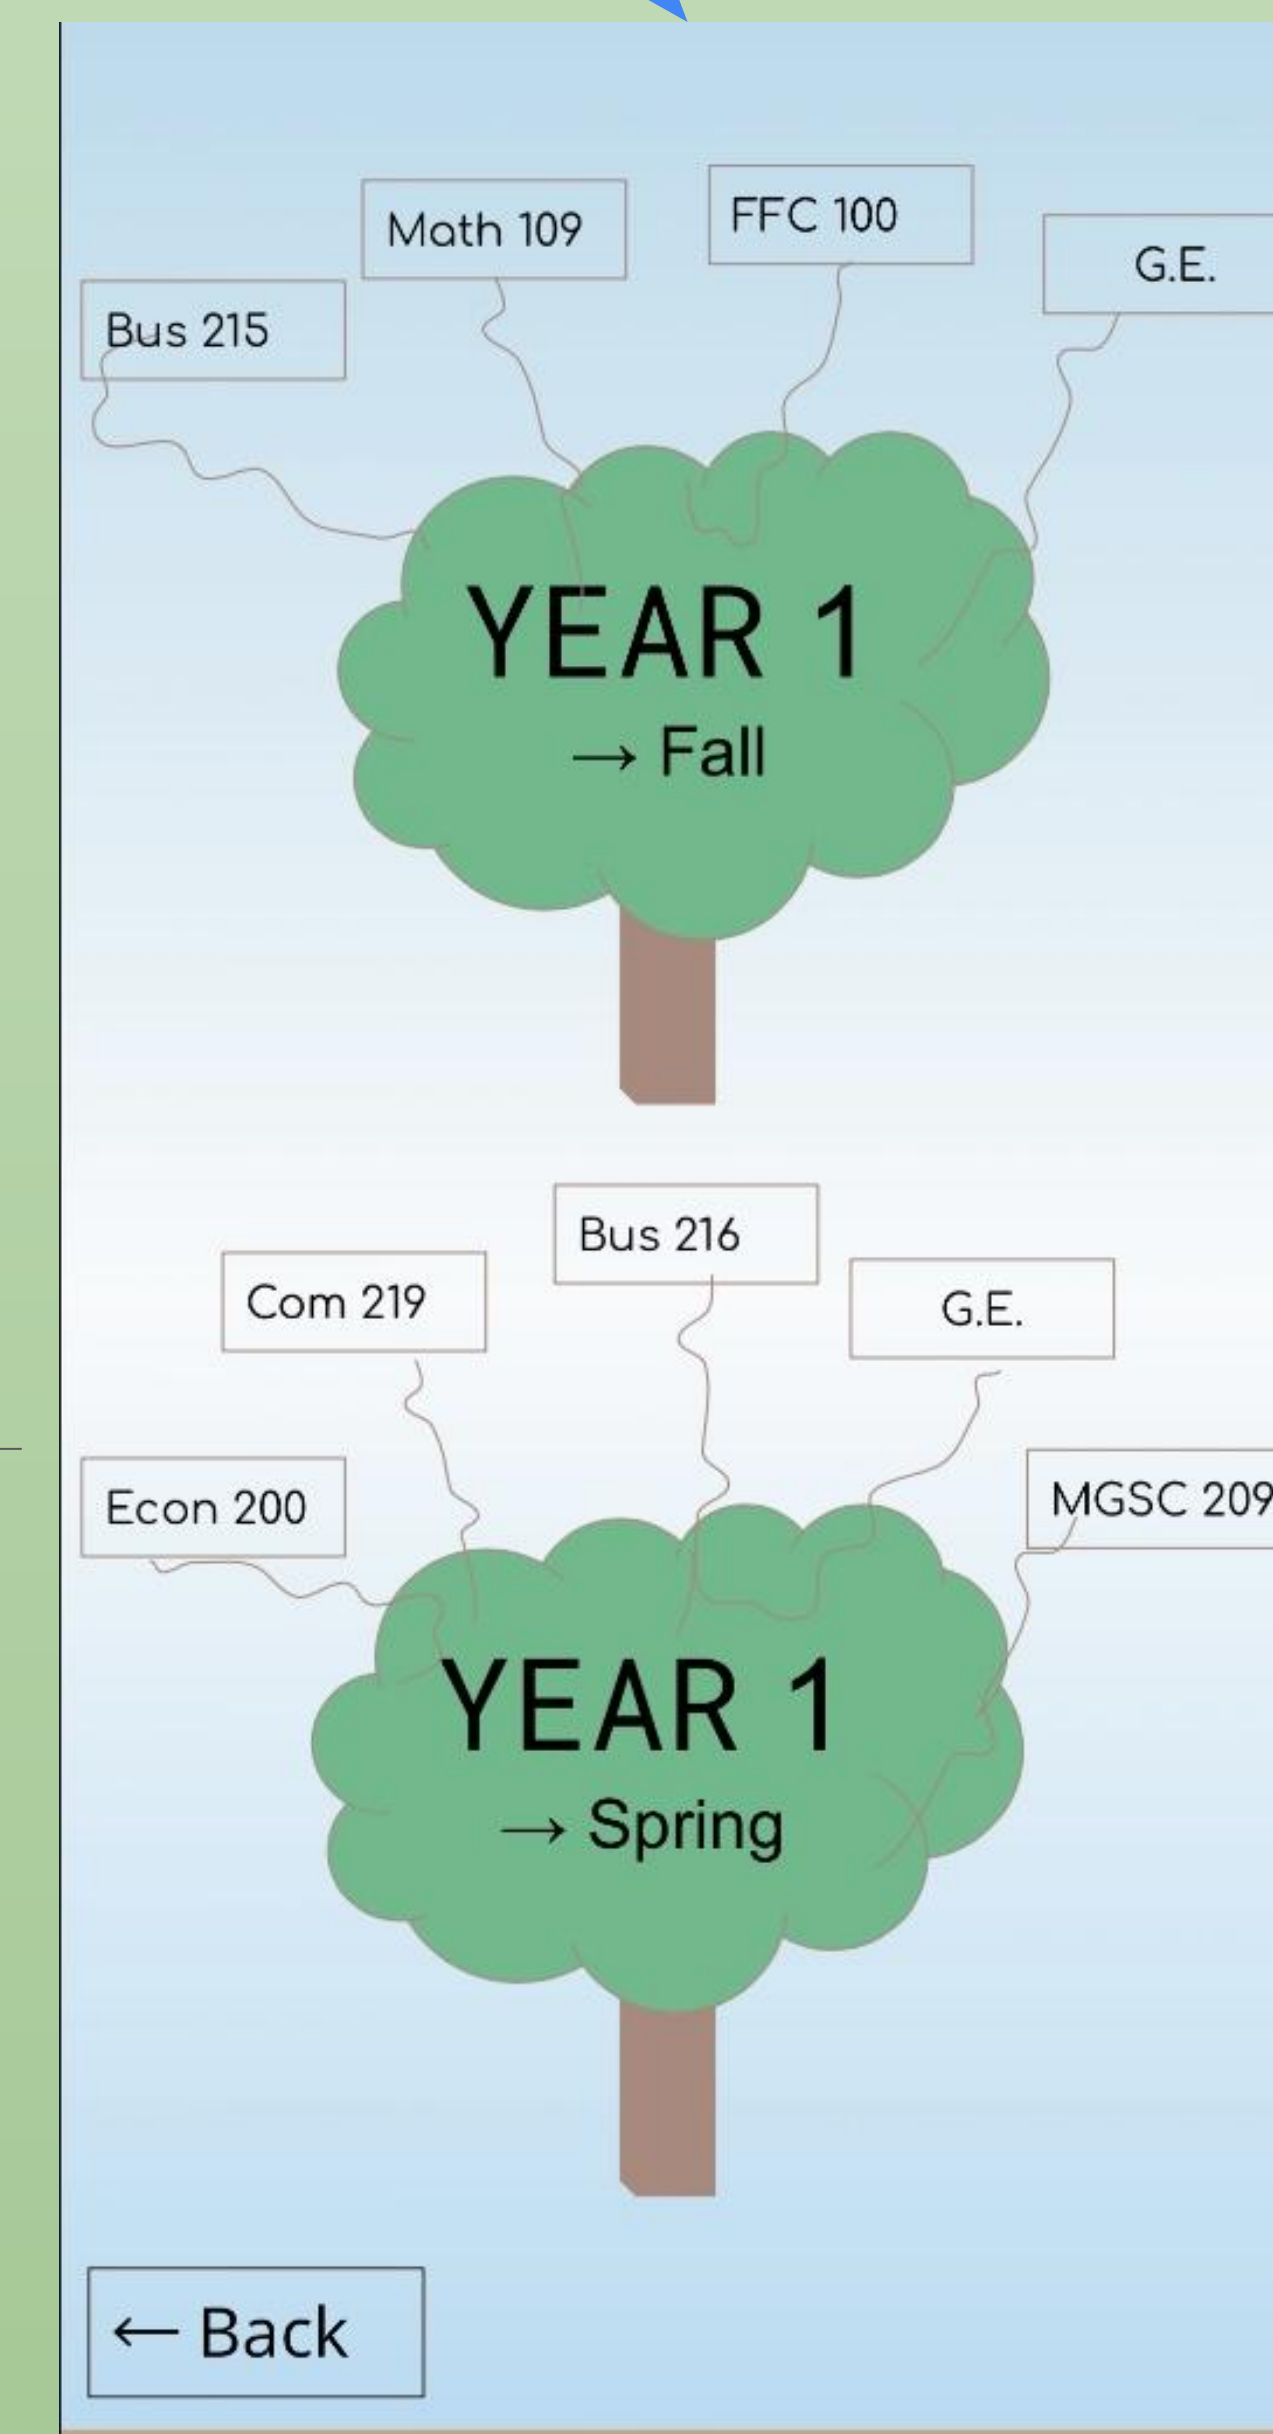 Math 109
FFC 100
G.E.
Bus 215
YEAR 1
→ Fall
Bus 216
Com 219
G.E.
Econ 200
MGSC 209
YEAR 1
→ Spring
← Back